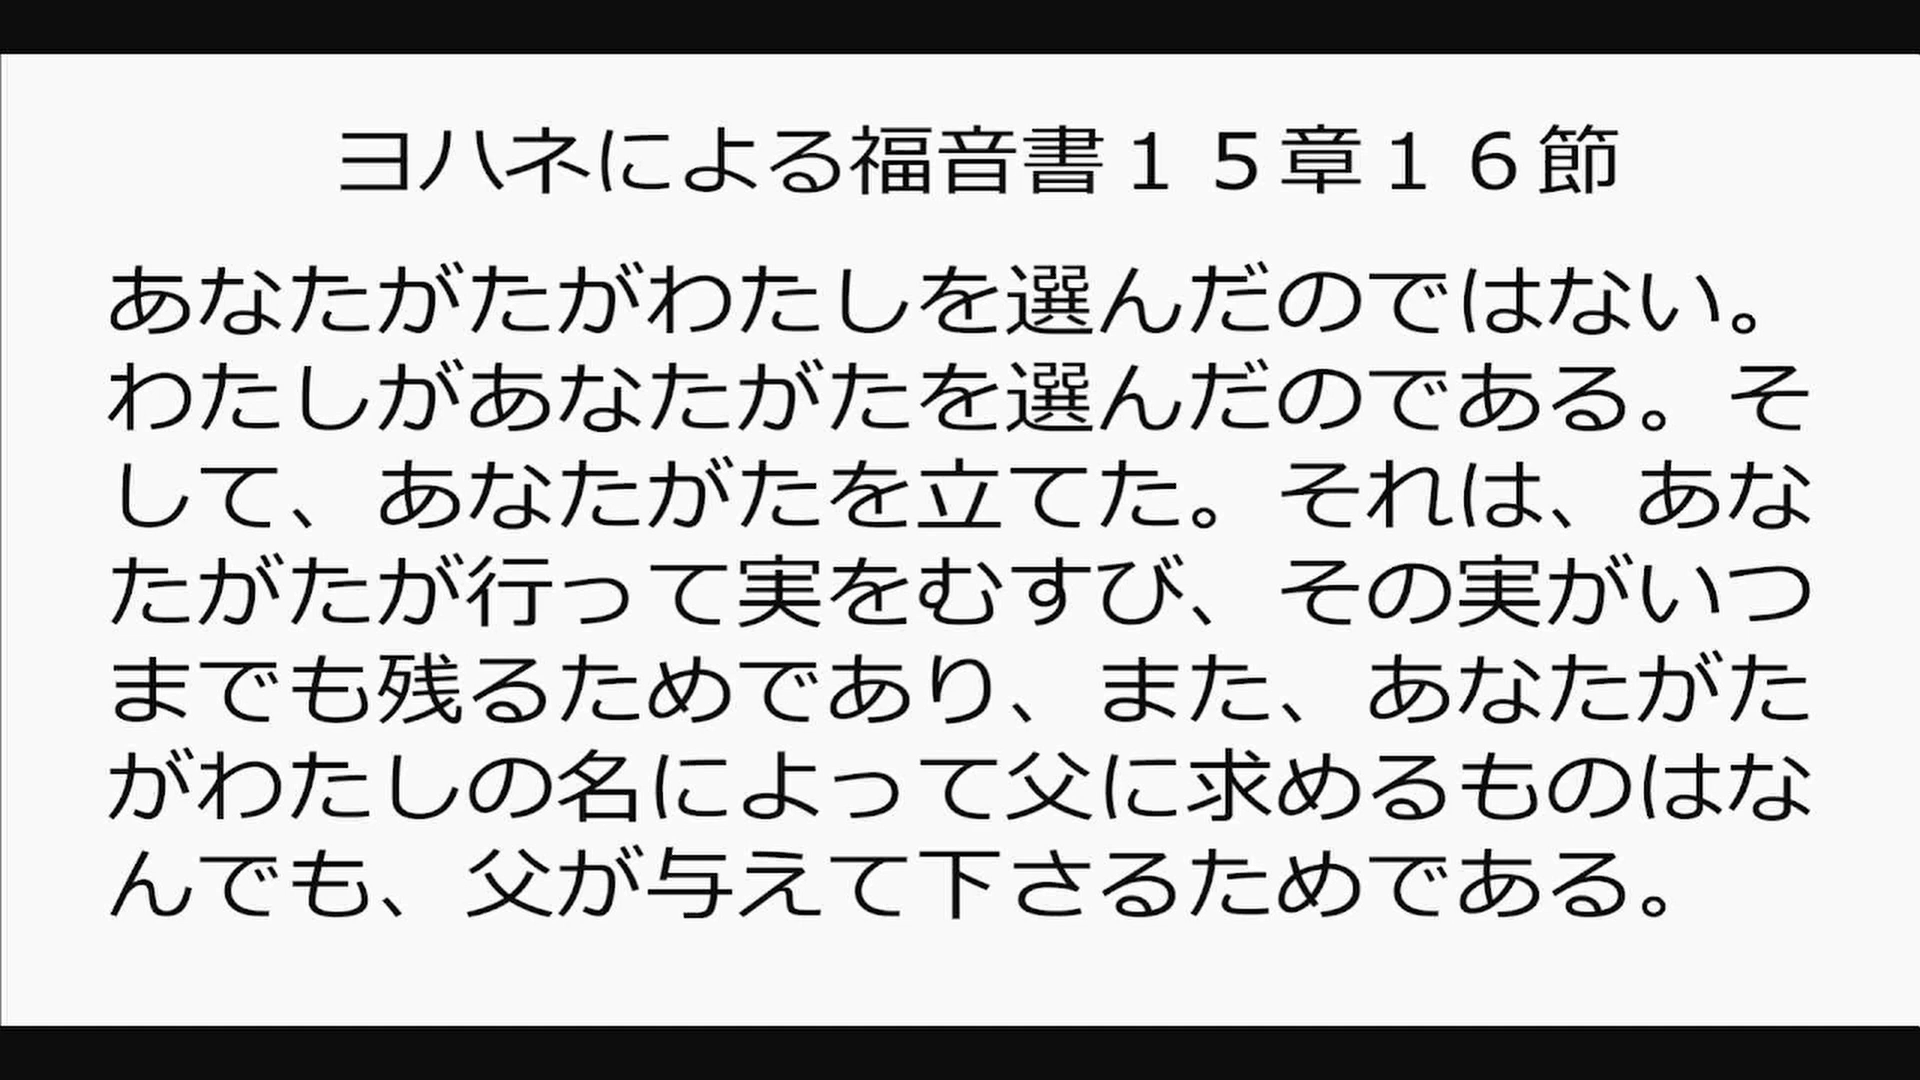 ヨハネによる福音書１５章１６節
あなたがたがわたしを選んだのではない。
わたしがあなたがたを選んだのである。そ
して、あなたがたを立てた。それは、あな
たがたが行って実をむすび、その実がいつ
までも残るためであり、また、あなたがた
がわたしの名によって父に求めるものはな
んでも、父が与えて下さるためである。